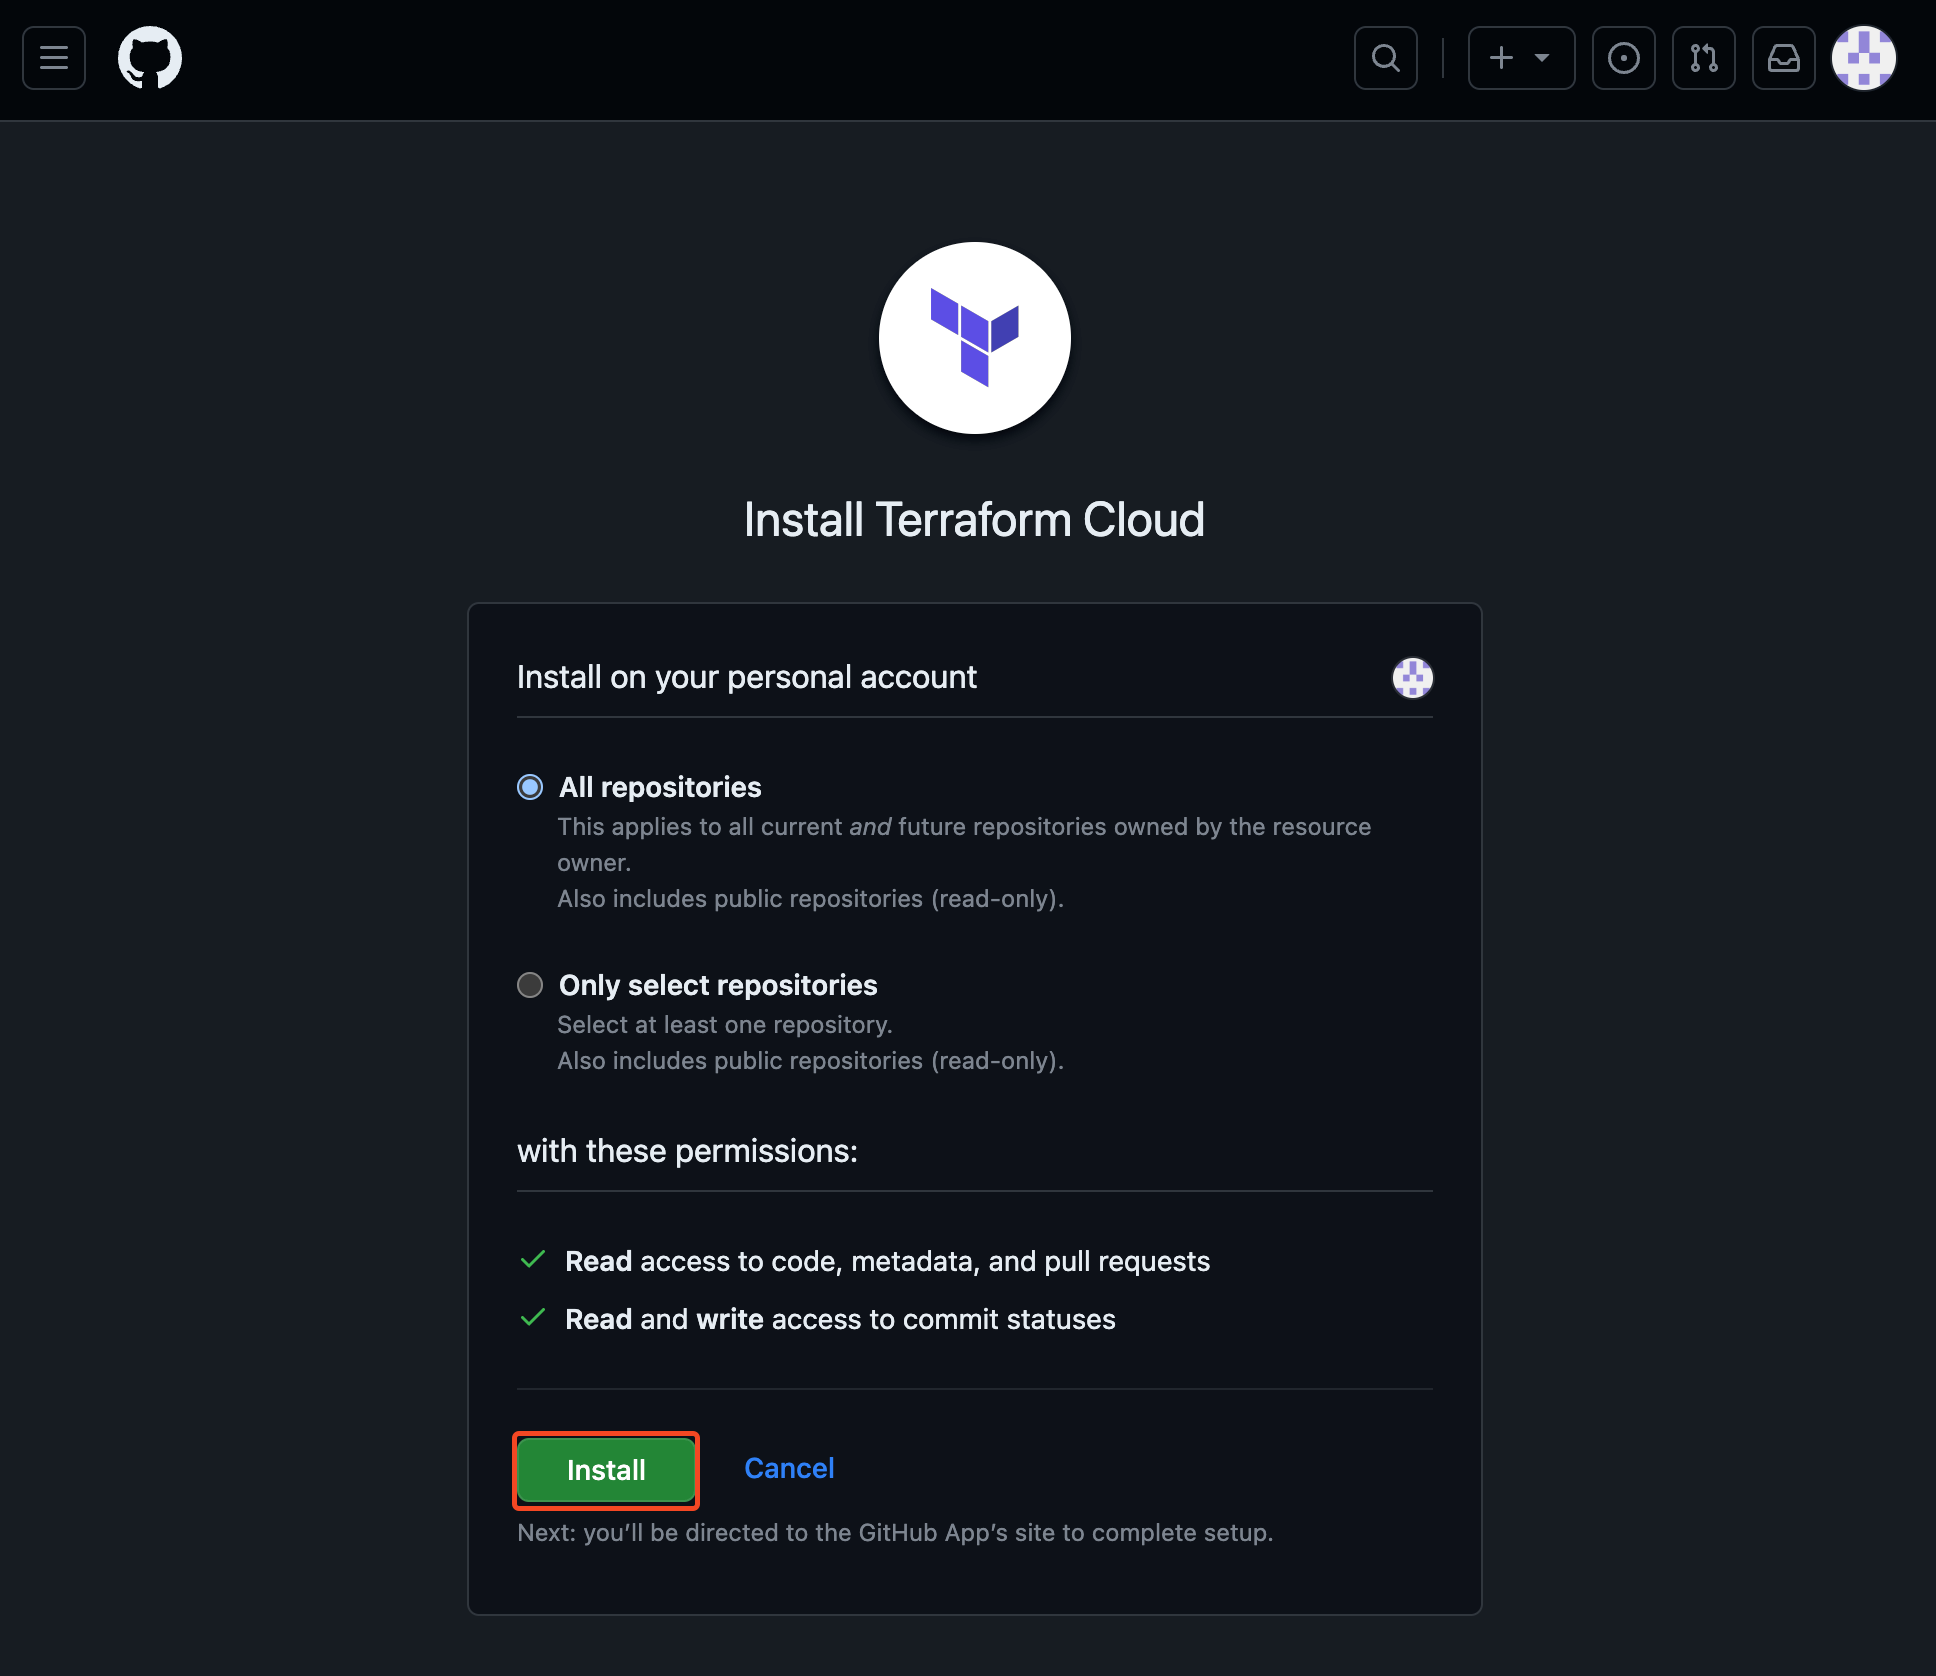 Install Terraform Cloud
Install on your personal account
All repositories
This applies to all current and future repositories owned by the resource
owner.
Also includes public repositories (read-only).
Only select repositories
Select at least one repository.
Also includes public repositories (read-only).
with these permissions:
Read access to code, metadata, and pull requests
Read and write access to commit statuses
Install
Cancel
Next: you’ll be directed to the GitHub App’s site to complete setup.